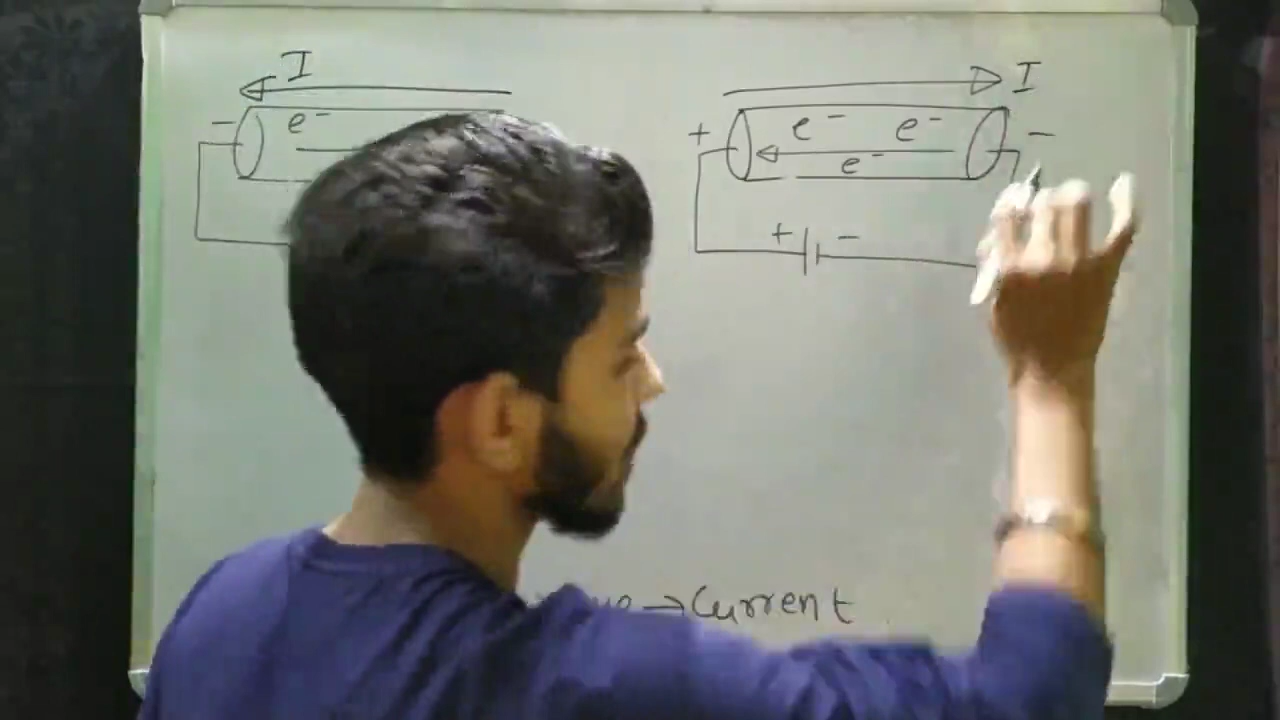 I
I
− e⁻
+ e⁻ e⁻ −
e⁻
+ −
→ Current